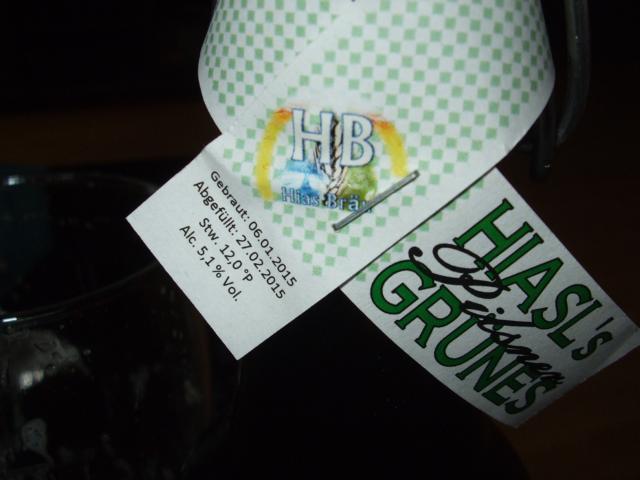 HB
Hias Bräu
Gebraut: 06.01.2015
Abgefüllt: 27.02.2015
Stw. 12,0 °P
Alc. 5,1 % Vol.
HIASL's
Pilsner
GRÜNES